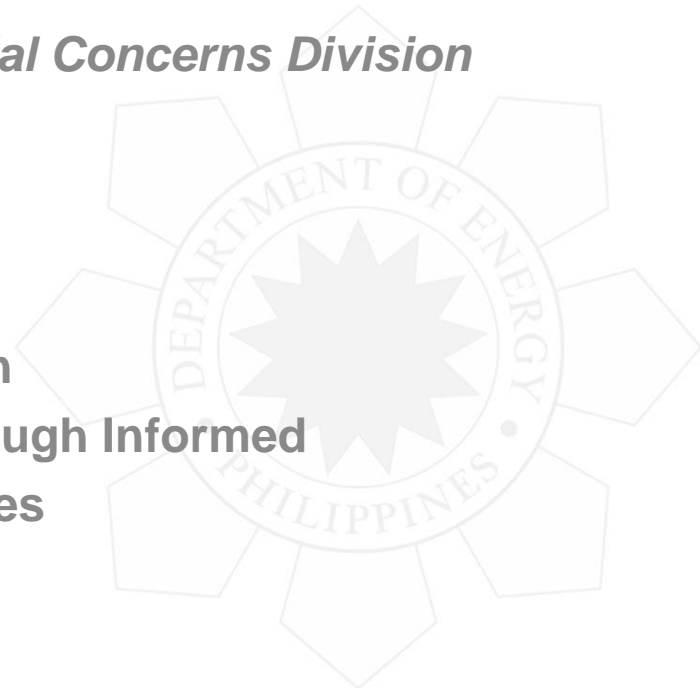 al Concerns Division
n
ugh Informed
es
DEPARTMENT OF ENERGY
PHILIPPINES